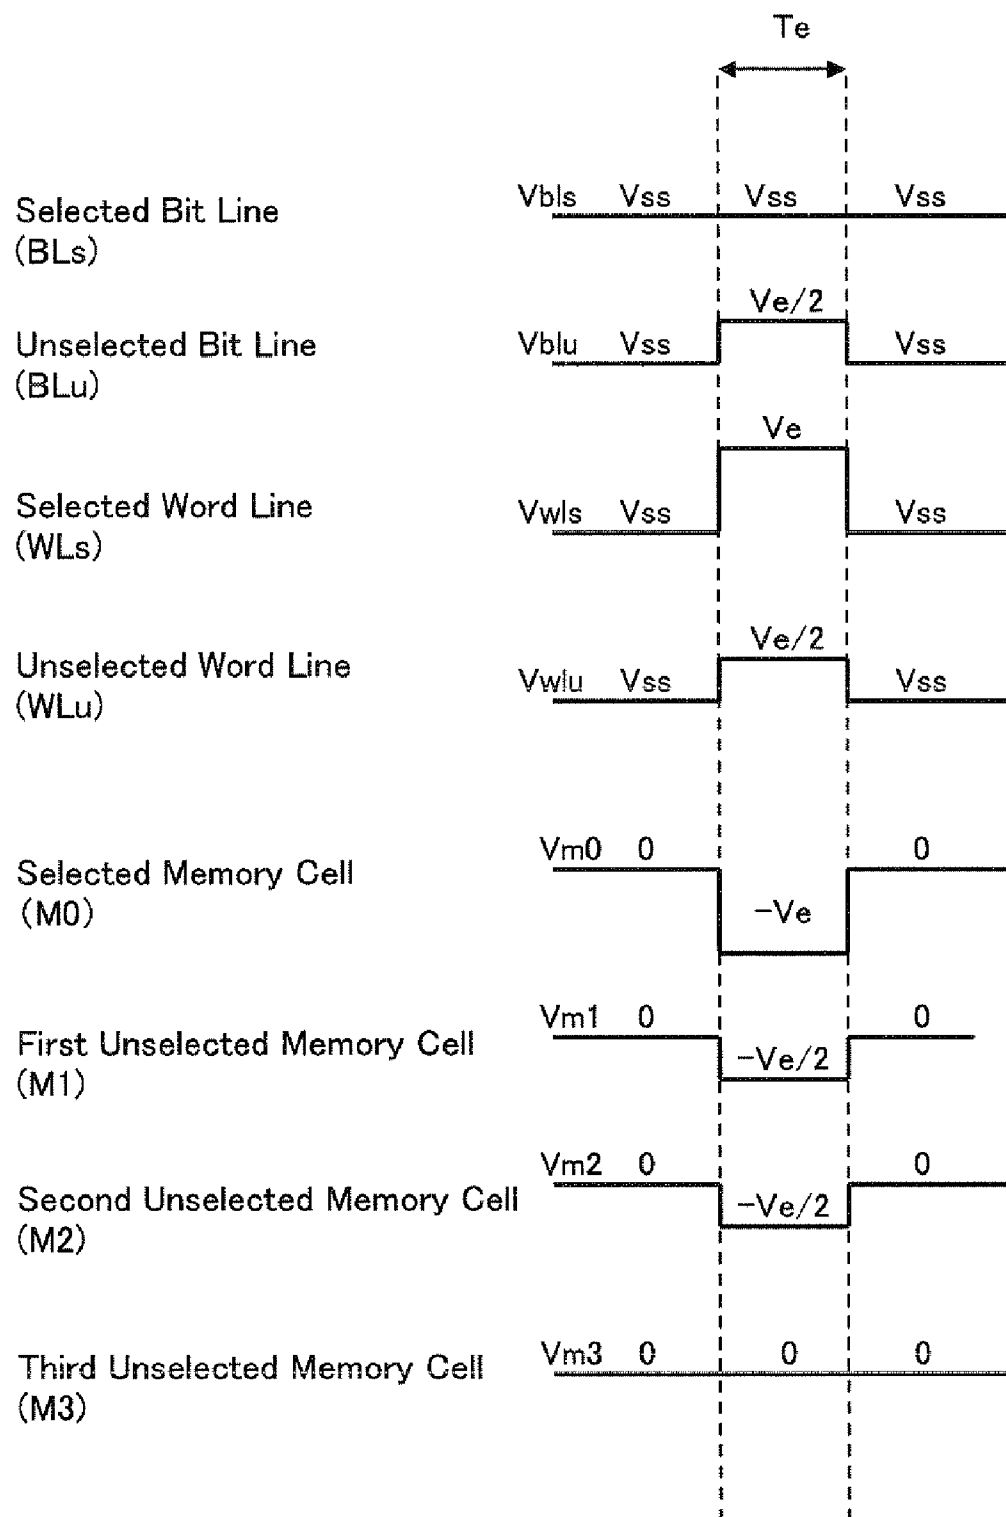 Te
Selected Bit Line
(BLs)
Vbls Vss Vss Vss
Ve/2
Unselected Bit Line
(BLu)
Vblu Vss Vss
Ve
Selected Word Line
(WLs)
Vwls Vss Vss
Ve/2
Unselected Word Line
(WLu)
Vwlu Vss Vss
Selected Memory Cell
(M0)
Vm0 0 0
-Ve
First Unselected Memory Cell
(M1)
Vm1 0 0
-Ve/2
Second Unselected Memory Cell
(M2)
Vm2 0 0
-Ve/2
Third Unselected Memory Cell
(M3)
Vm3 0 0 0